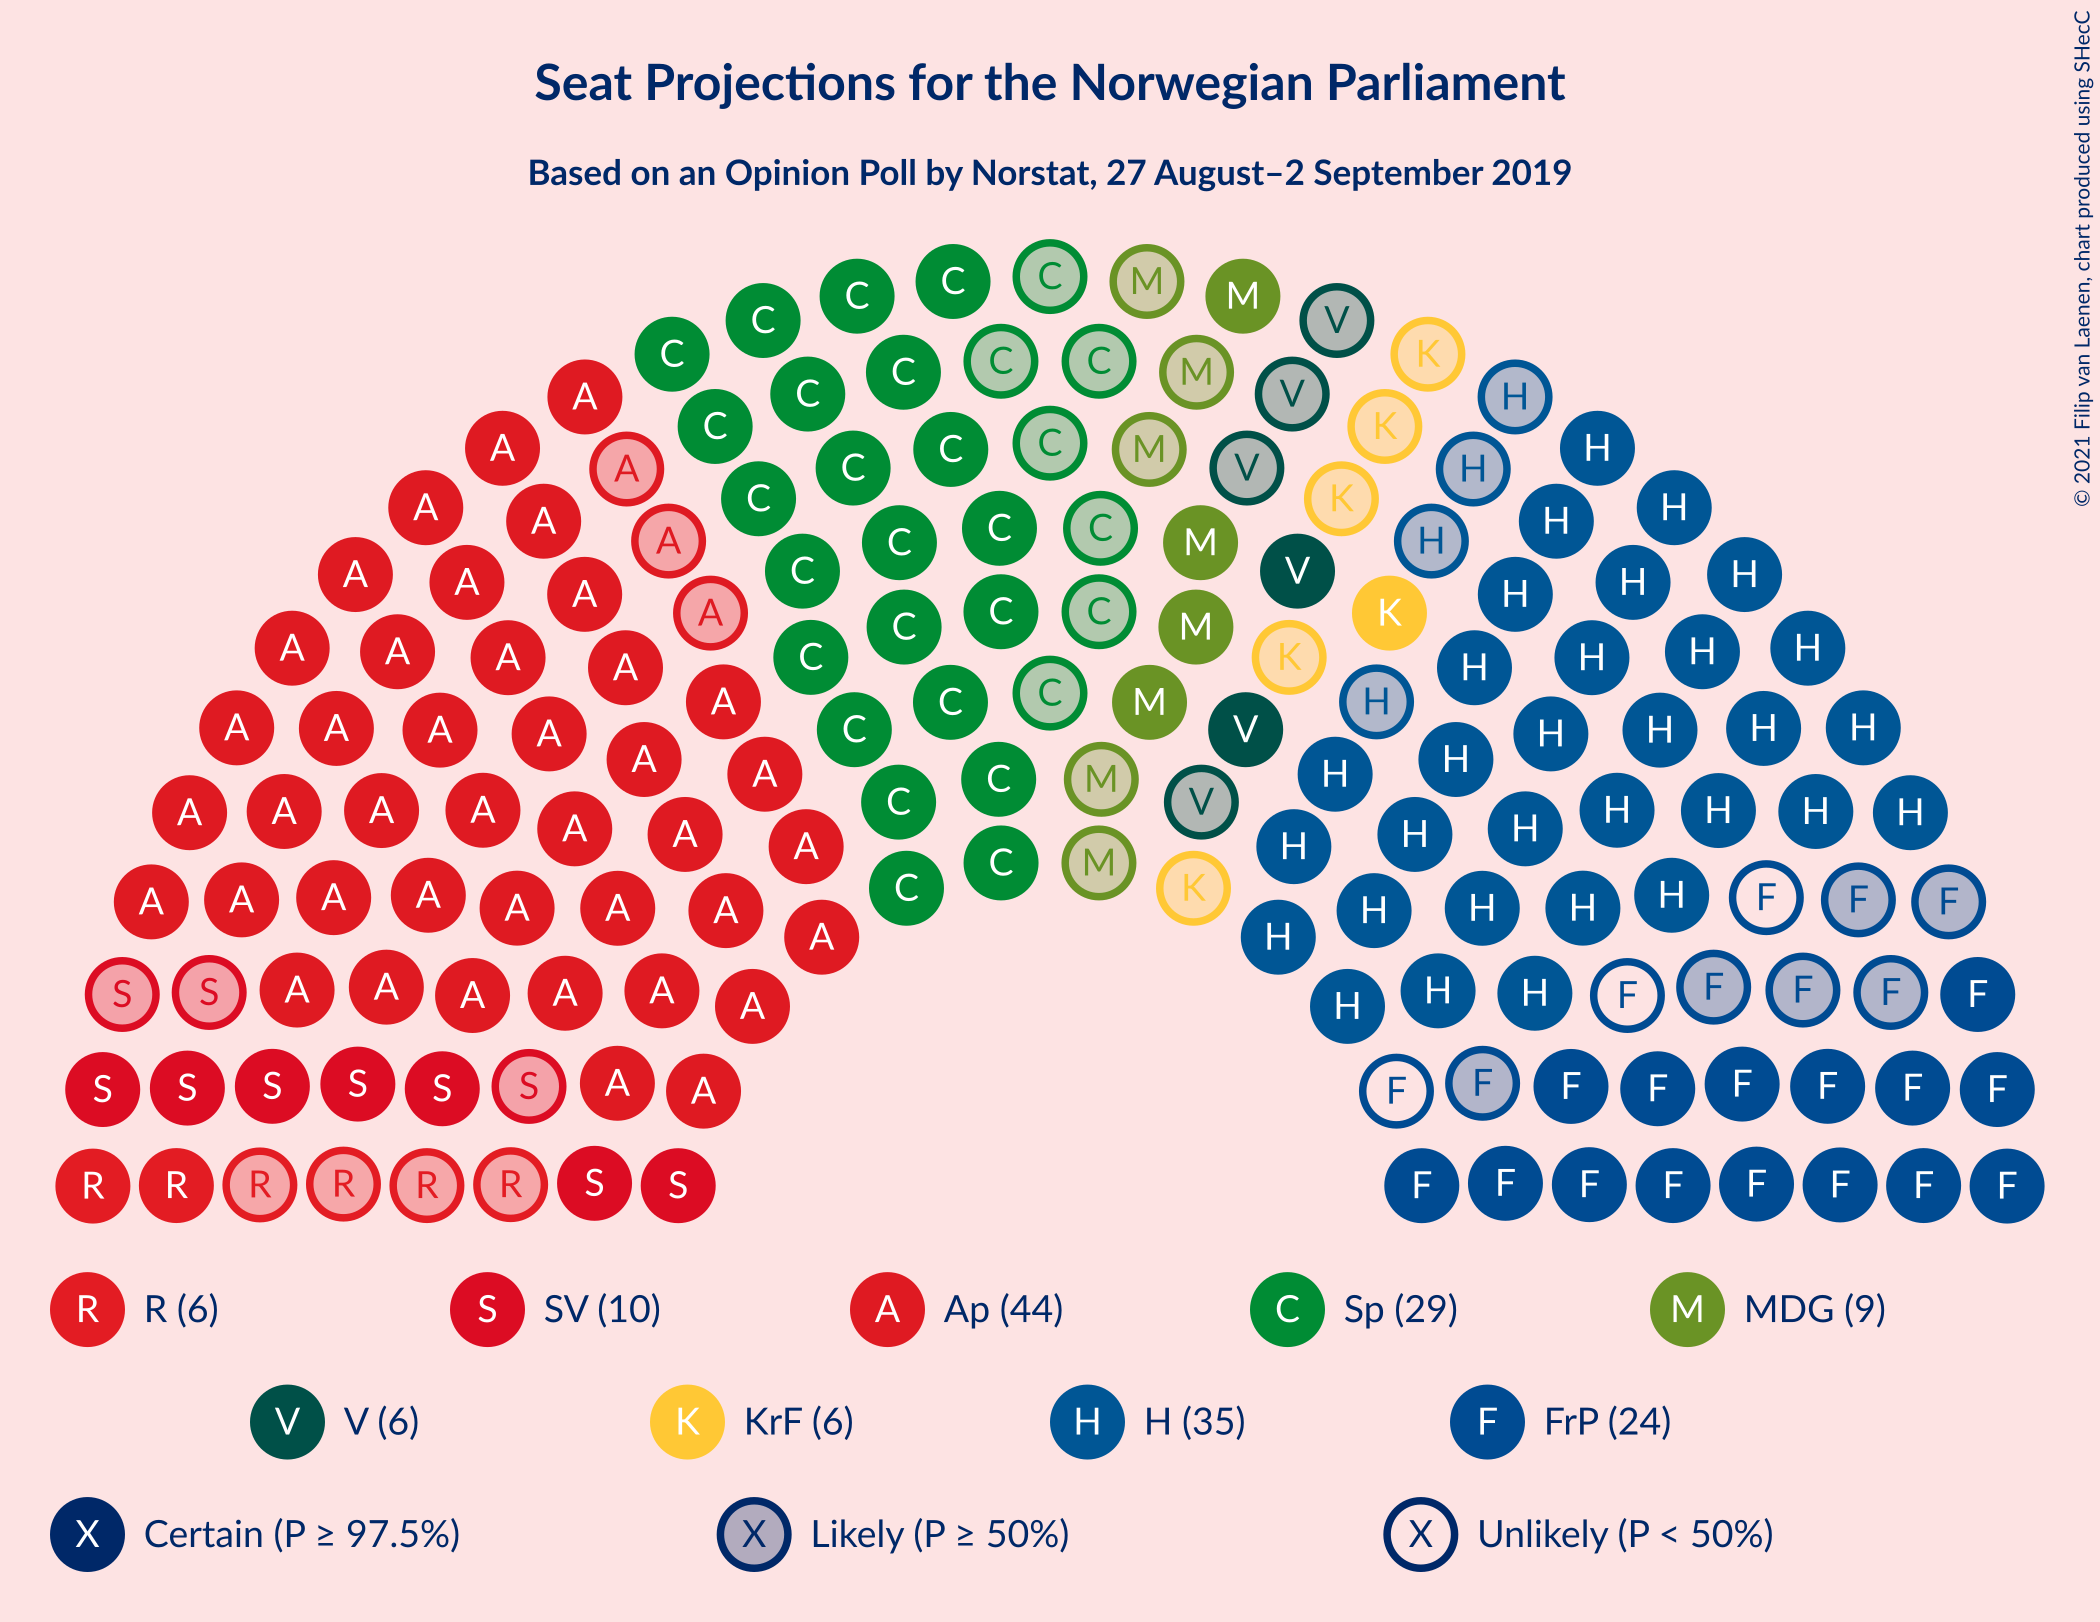 Seat Projections for the Norwegian Parliament
Based on an Opinion Poll by Norstat, 27 August–2 September 2019
© 2021 Filip van Laenen, chart produced using SHecC
C C C M M
C C V
C K
A C C C C M V H
A C K H
A A C C C C M V K H H
A A C H H
A A A C C C C M V K H H H
A A A C C C M K H H H
A A A A C C K H H H H
A A A A A C C C M V H H H H H
A A A A A A C C M V H H H H H H
A A A A A A A C C M K H H H H H H H
A A A A A A A A H H H H H F F F
S S A A A A A A H H H F F F F F
S S S S S S A A F F F F F F F F
R R R R R R S S F F F F F F F F
R R (6) S SV (10) A Ap (44) C Sp (29) M MDG (9)
V V (6) K KrF (6) H H (35) F FrP (24)
X Certain (P ≥ 97.5%) X Likely (P ≥ 50%) X Unlikely (P < 50%)